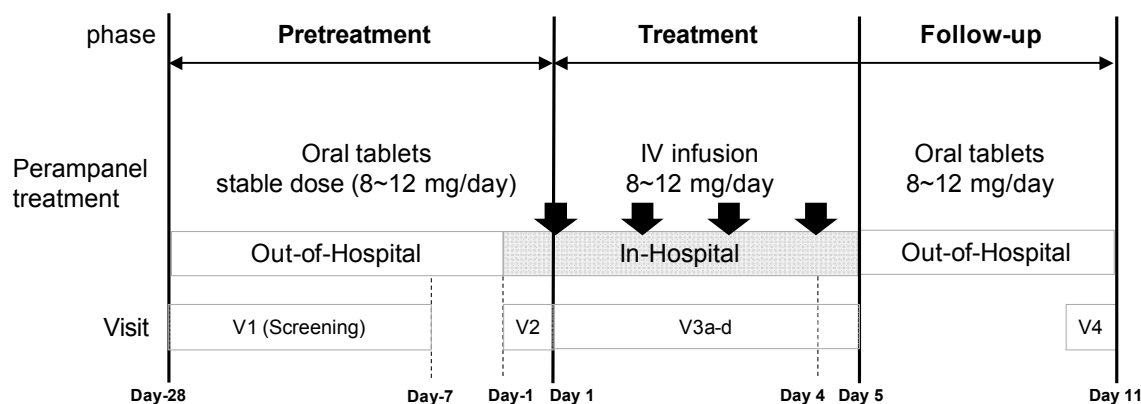 phase
Pretreatment
Treatment
Follow-up
Perampanel
treatment
Oral tablets
stable dose (8~12 mg/day)
IV infusion
8~12 mg/day
Oral tablets
8~12 mg/day
Out-of-Hospital
In-Hospital
Out-of-Hospital
Visit
V1 (Screening)
V2
V3a-d
V4
Day-28
Day-7
Day-1
Day 1
Day 4
Day 5
Day 11